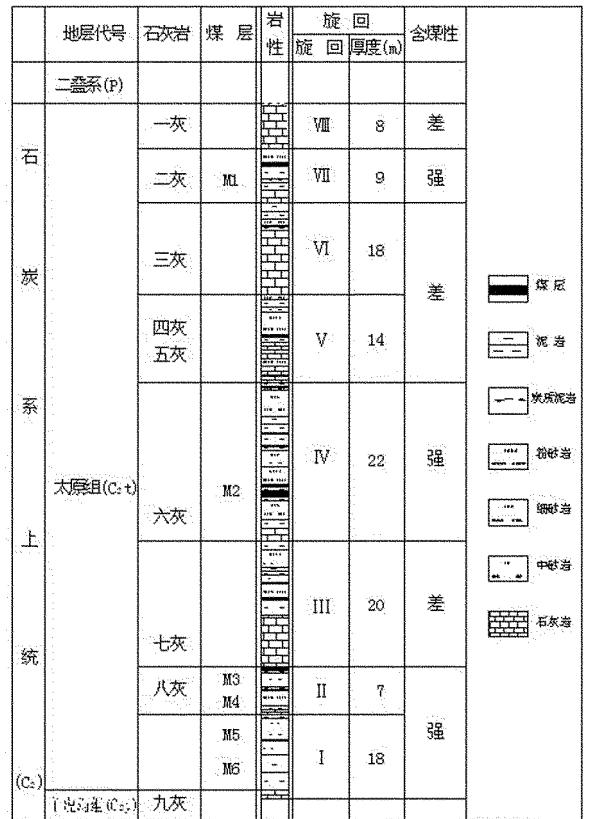 地层代号 石灰岩 煤 层 岩性 旋 回 含煤性
旋 回 厚度(m)
二叠系(P)
石炭系上统(C₂)
太原组(C₂t)
一灰 Ⅷ 8 差
二灰 M1 Ⅶ 9 强
三灰 Ⅵ 18 差
四灰
五灰 Ⅴ 14
六灰 M2 Ⅳ 22 强
七灰 Ⅲ 20 差
八灰 M3 M4 Ⅱ 7 强
M5
M6 Ⅰ 18
九灰
煤层
泥岩
炭质泥岩
粉砂岩
细砂岩
中砂岩
石灰岩